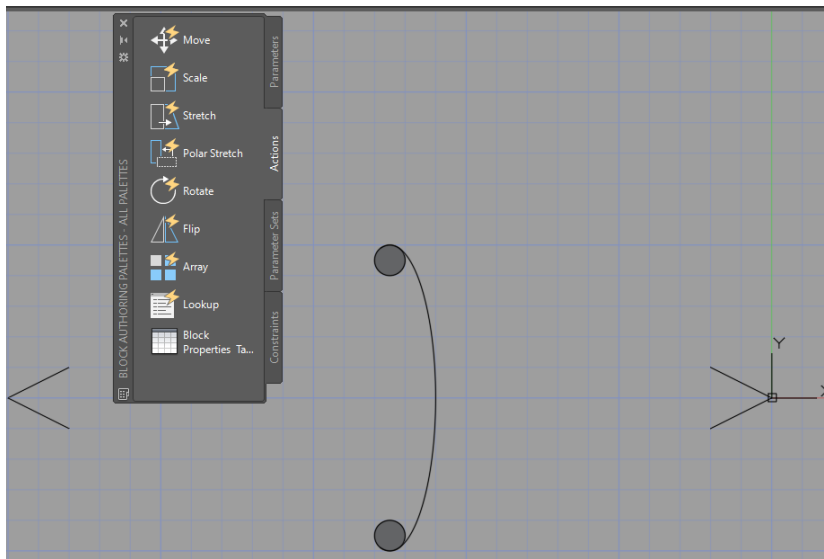 Move
Scale
Stretch
Polar Stretch
Rotate
Flip
Array
Lookup
Block
Properties Ta...
Parameters
Actions
Parameter Sets
Constraints
BLOCK AUTHORING PALETTES - ALL PALETTES
Y
X